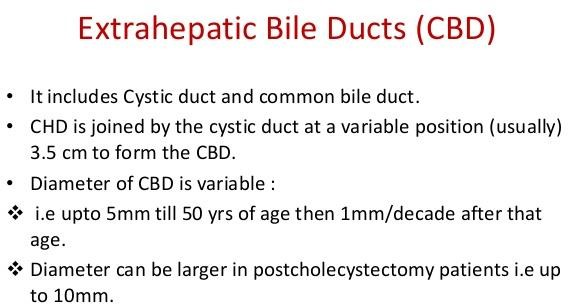 Extrahepatic Bile Ducts (CBD)
• It includes Cystic duct and common bile duct.
• CHD is joined by the cystic duct at a variable position (usually)
3.5 cm to form the CBD.
• Diameter of CBD is variable :
❖ i.e upto 5mm till 50 yrs of age then 1mm/decade after that
age.
❖ Diameter can be larger in postcholecystectomy patients i.e up
to 10mm.